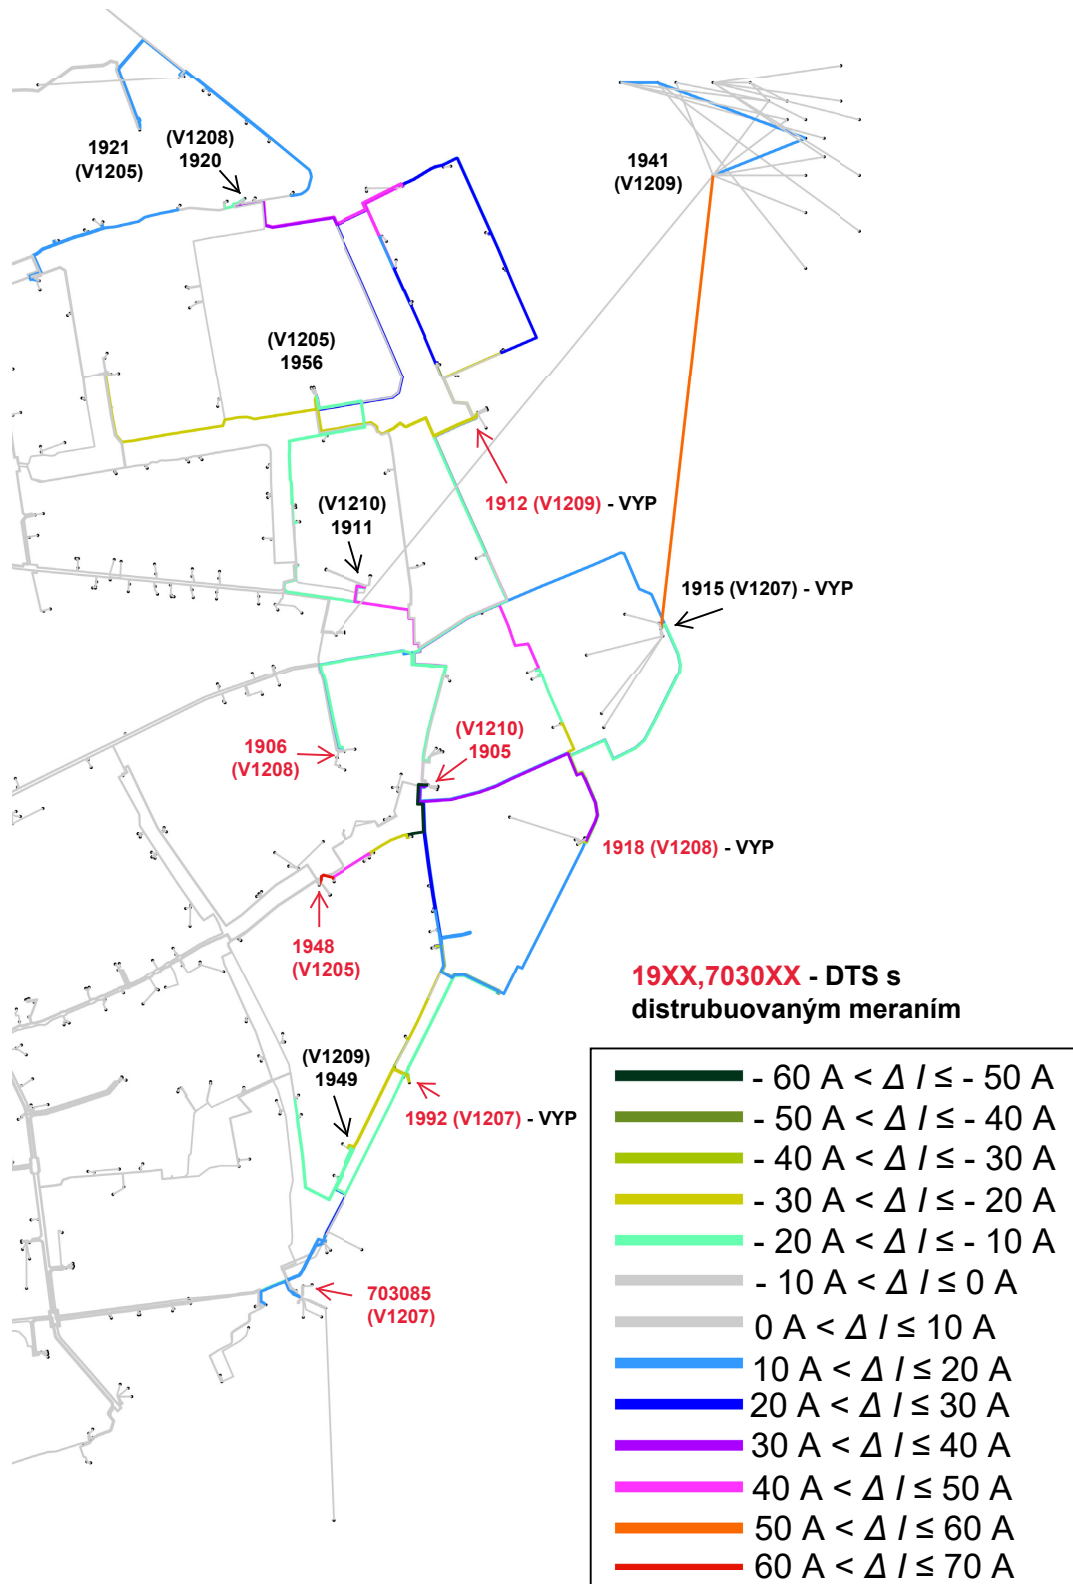 1921
(V1205)
(V1208)
1920
1941
(V1209)
(V1205)
1956
1912 (V1209) - VYP
(V1210)
1911
1915 (V1207) - VYP
1906
(V1208)
(V1210)
1905
1918 (V1208) - VYP
1948
(V1205)
(V1209)
1949
1992 (V1207) - VYP
703085
(V1207)
19XX,7030XX - DTS s
distrubuovaným meraním
- 60 A < Δ I ≤ - 50 A
- 50 A < Δ I ≤ - 40 A
- 40 A < Δ I ≤ - 30 A
- 30 A < Δ I ≤ - 20 A
- 20 A < Δ I ≤ - 10 A
- 10 A < Δ I ≤ 0 A
0 A < Δ I ≤ 10 A
10 A < Δ I ≤ 20 A
20 A < Δ I ≤ 30 A
30 A < Δ I ≤ 40 A
40 A < Δ I ≤ 50 A
50 A < Δ I ≤ 60 A
60 A < Δ I ≤ 70 A